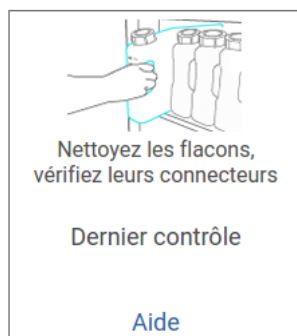 Nettoyez les flacons,
vérifiez leurs connecteurs
Dernier contrôle
Aide